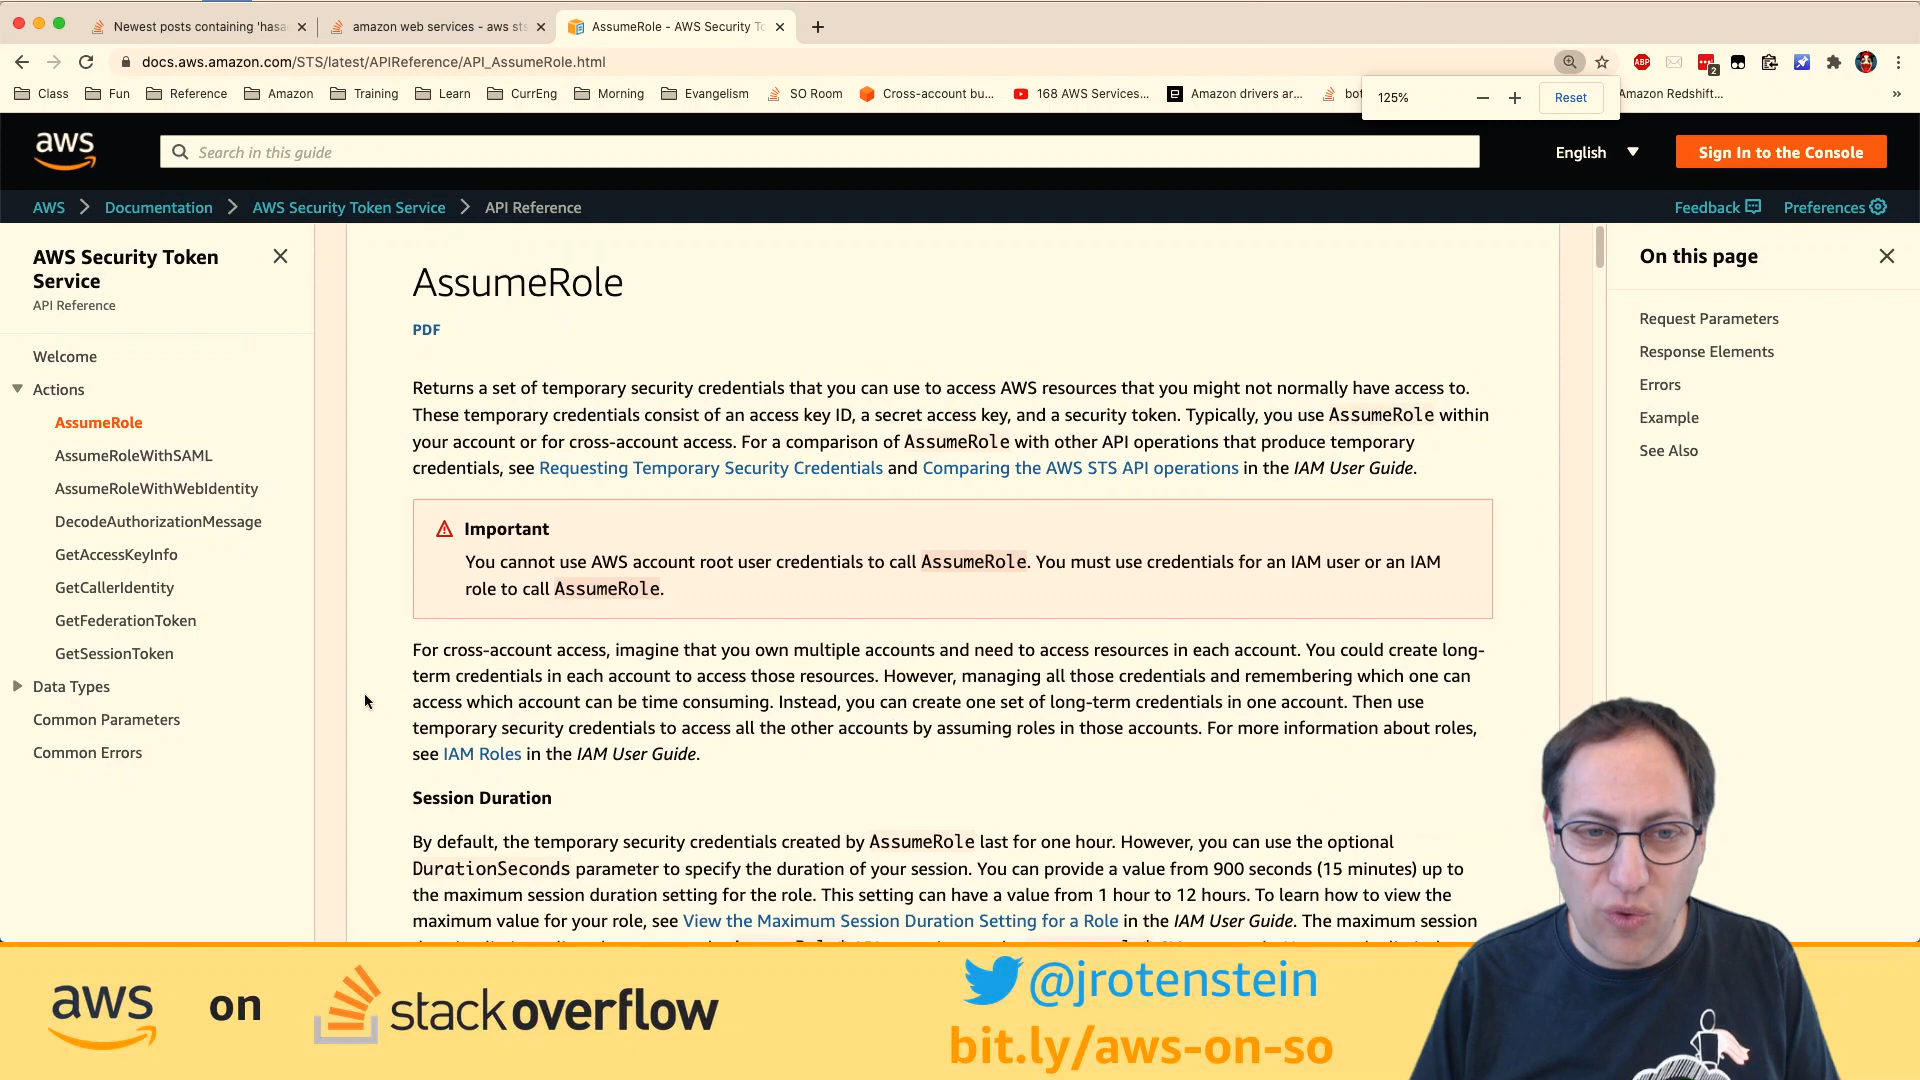 Newest posts containing 'hasa
amazon web services - aws sts
AssumeRole - AWS Security To
docs.aws.amazon.com/STS/latest/APIReference/API_AssumeRole.html
ABP
2
Class
Fun
Reference
Amazon
Training
Learn
CurrEng
Morning
Evangelism
SO Room
Cross-account bu...
168 AWS Services...
Amazon drivers ar...
bot
Amazon Redshift...
125%
Reset
aws
Search in this guide
English
Sign In to the Console
AWS > Documentation > AWS Security Token Service > API Reference
Feedback
Preferences
AWS Security Token
Service
API Reference
Welcome
Actions
AssumeRole
AssumeRoleWithSAML
AssumeRoleWithWebIdentity
DecodeAuthorizationMessage
GetAccessKeyInfo
GetCallerIdentity
GetFederationToken
GetSessionToken
Data Types
Common Parameters
Common Errors
AssumeRole
PDF
Returns a set of temporary security credentials that you can use to access AWS resources that you might not normally have access to.
These temporary credentials consist of an access key ID, a secret access key, and a security token. Typically, you use AssumeRole within
your account or for cross-account access. For a comparison of AssumeRole with other API operations that produce temporary
credentials, see Requesting Temporary Security Credentials and Comparing the AWS STS API operations in the IAM User Guide.
Important
You cannot use AWS account root user credentials to call AssumeRole. You must use credentials for an IAM user or an IAM
role to call AssumeRole.
For cross-account access, imagine that you own multiple accounts and need to access resources in each account. You could create long-
term credentials in each account to access those resources. However, managing all those credentials and remembering which one can
access which account can be time consuming. Instead, you can create one set of long-term credentials in one account. Then use
temporary security credentials to access all the other accounts by assuming roles in those accounts. For more information about roles,
see IAM Roles in the IAM User Guide.
Session Duration
By default, the temporary security credentials created by AssumeRole last for one hour. However, you can use the optional
DurationSeconds parameter to specify the duration of your session. You can provide a value from 900 seconds (15 minutes) up to
the maximum session duration setting for the role. This setting can have a value from 1 hour to 12 hours. To learn how to view the
maximum value for your role, see View the Maximum Session Duration Setting for a Role in the IAM User Guide. The maximum session
On this page
Request Parameters
Response Elements
Errors
Example
See Also
aws on stackoverflow
@jrotenstein
bit.ly/aws-on-so